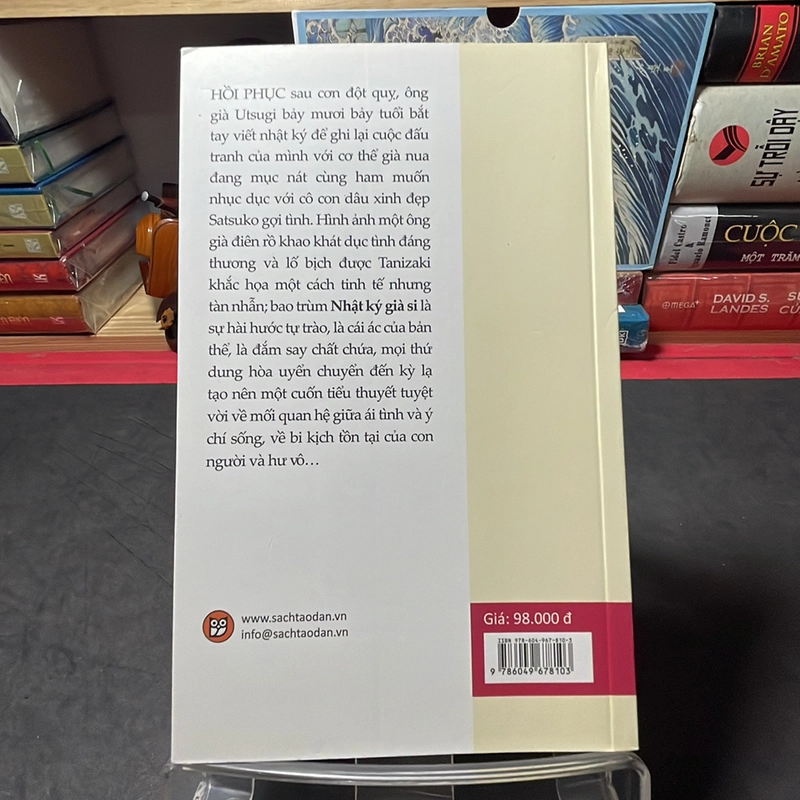 HỒI PHỤC sau cơn đột quỵ, ông
già Utsugi bảy mươi bảy tuổi bắt
tay viết nhật ký để ghi lại cuộc đấu
tranh của mình với cơ thể già nua
đang mục nát cùng ham muốn
nhục dục với cô con dâu xinh đẹp
Satsuko gợi tình. Hình ảnh một ông
già điên rồ khao khát dục tình đáng
thương và lố bịch được Tanizaki
khắc họa một cách tinh tế nhưng
tàn nhẫn; bao trùm Nhật ký già si là
sự hài hước tự trào, là cái ác của bản
thể, là đắm say chất chứa, mọi thứ
dung hòa uyển chuyển đến kỳ lạ
tạo nên một cuốn tiểu thuyết tuyệt
vời về mối quan hệ giữa ái tình và ý
chí sống, về bi kịch tồn tại của con
người và hư vô…
www.sachtaodan.vn
info@sachtaodan.vn
Giá: 98.000 đ
ISBN 978-604-967-810-3
9 786049 678103
BRIAN
D'AMATO
SỰ TRỖI DẬY
Fidel Castro
Ramonet
CUỘC
MỘT TRĂM
OMEGA+
DAVID S.
LANDES